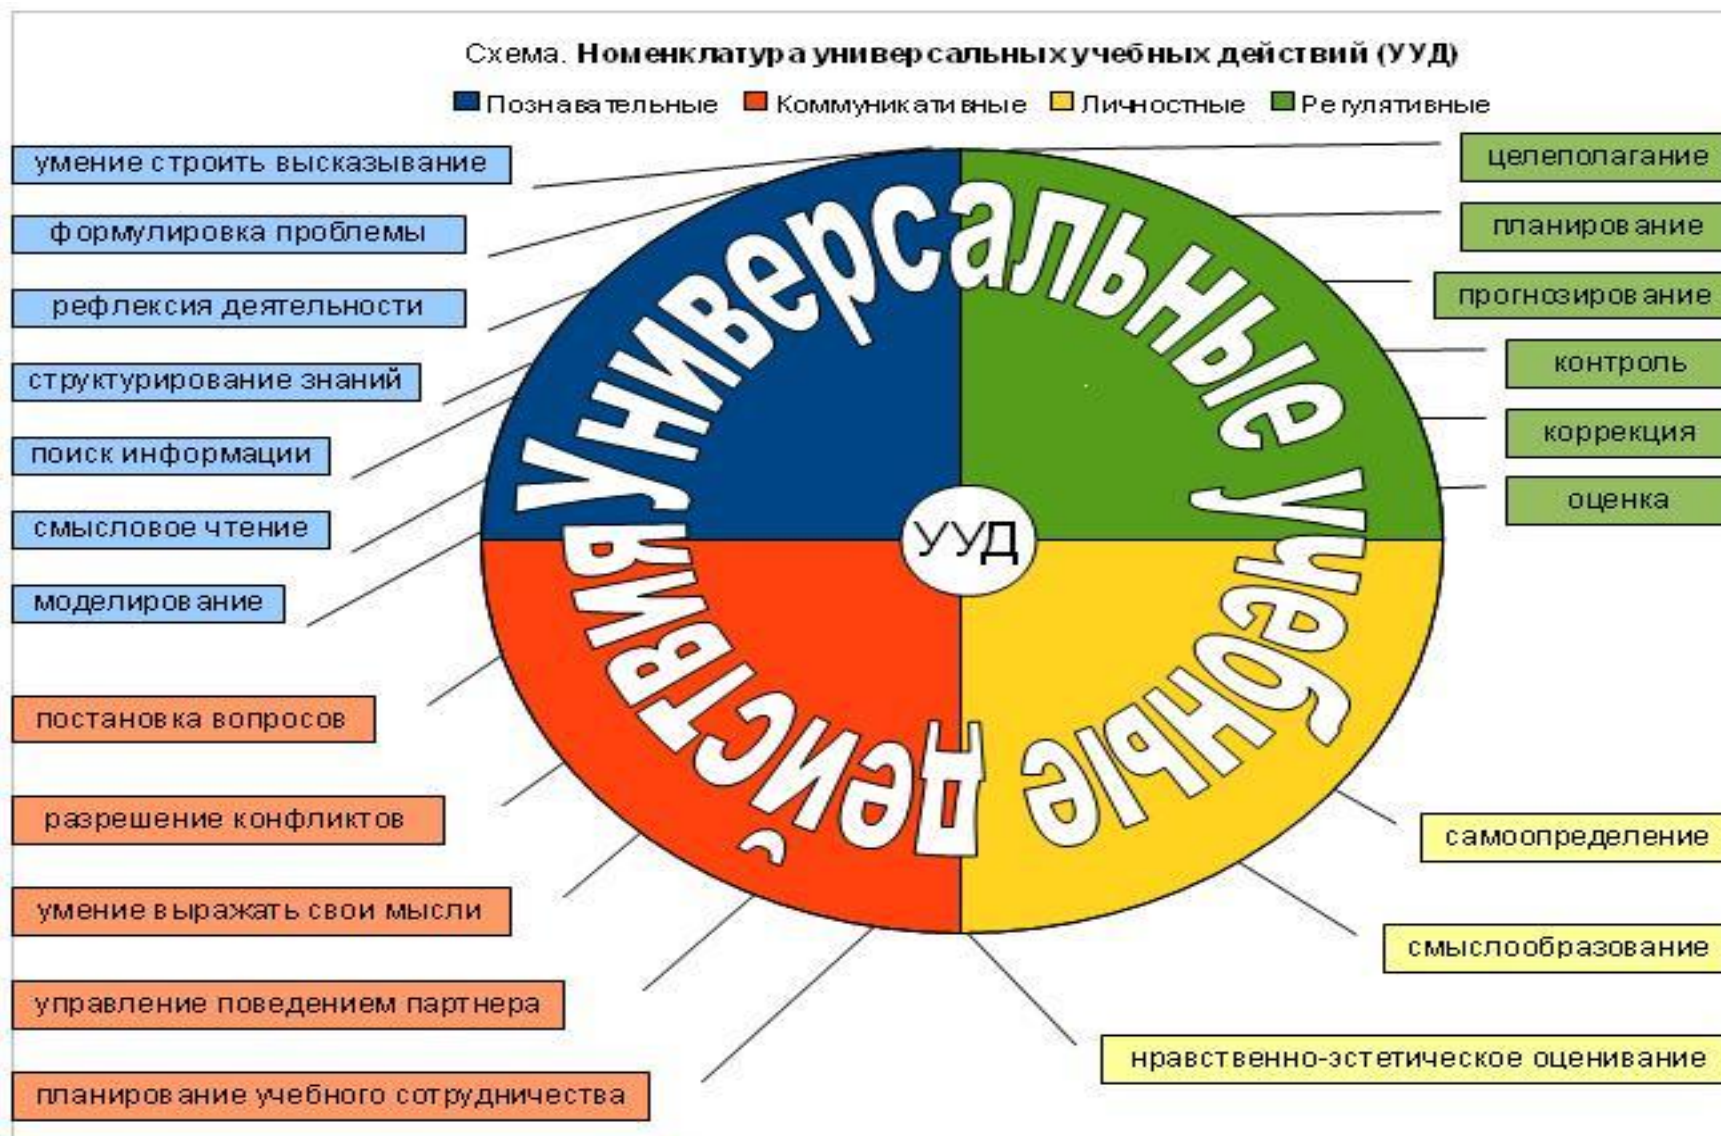 Схема. Номенклатура универсальных учебных действий (УУД)
Познавательные Коммуникативные Личностные Регулятивные
умение строить высказывание
формулировка проблемы
рефлексия деятельности
структурирование знаний
поиск информации
смысловое чтение
моделирование
постановка вопросов
разрешение конфликтов
умение выражать свои мысли
управление поведением партнера
планирование учебного сотрудничества
Универсальные учебные действия
УУД
целеполагание
планирование
прогнозирование
контроль
коррекция
оценка
самоопределение
смыслообразование
нравственно-эстетическое оценивание